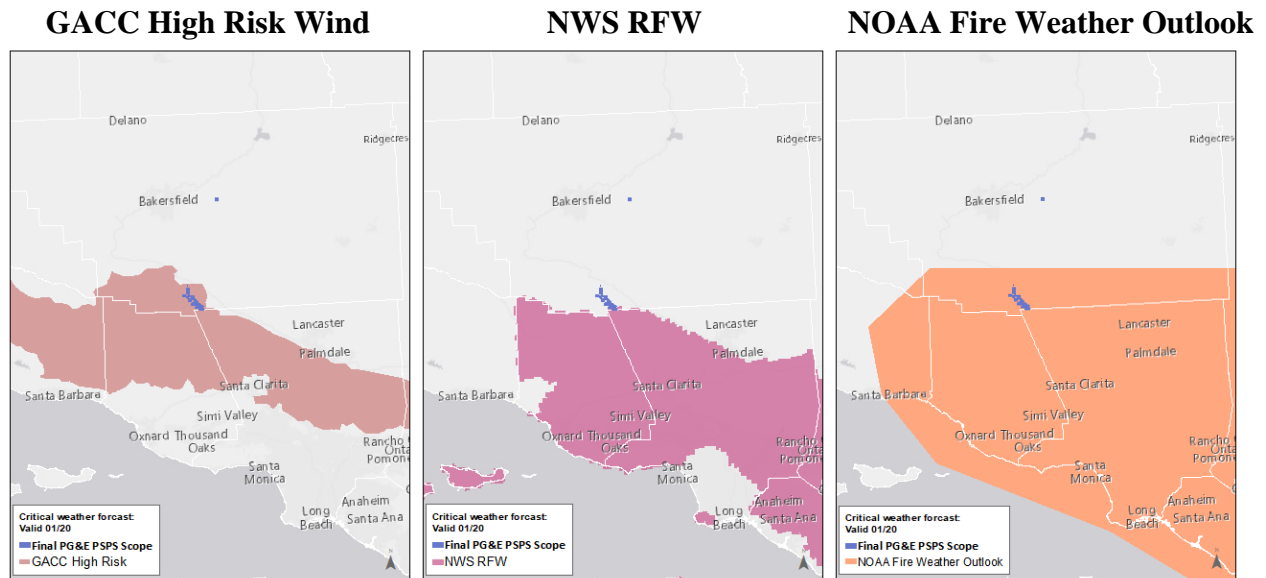 GACC High Risk Wind
NWS RFW
NOAA Fire Weather Outlook
Delano
Ridgecres
Bakersfield
Lancaster
Palmdale
Santa Clarita
Santa Barbara
Simi Valley
Oxnard Thousand
Oaks
Rancho
Onta
Pomon
Santa
Monica
Anaheim
Long
Beach
Santa Ana
Critical weather forcast:
Valid 01/20
Final PG&E PSPS Scope
GACC High Risk
N
Delano
Ridgecres
Bakersfield
Lancaster
Palmdale
Santa Clarita
Santa Barbara
Simi Valley
Oxnard Thousand
Oaks
Rancho
Onta
Pomon
Santa
Monica
Anaheim
Long
Beach
Santa Ana
Critical weather forcast:
Valid 01/20
Final PG&E PSPS Scope
NWS RFW
N
Delano
Ridgecres
Bakersfield
Lancaster
Palmdale
Santa Clarita
Santa Barbara
Simi Valley
Oxnard Thousand
Oaks
Rancho
Onta
Pomon
Santa
Monica
Anaheim
Long
Beach
Santa Ana
Critical weather forcast:
Valid 01/20
Final PG&E PSPS Scope
NOAA Fire Weather Outlook
N